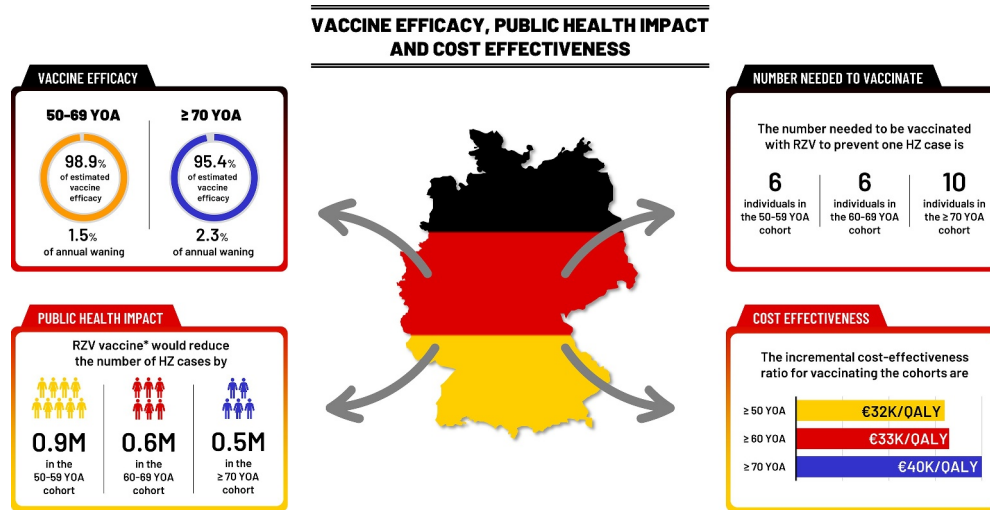 VACCINE EFFICACY, PUBLIC HEALTH IMPACT
AND COST EFFECTIVENESS
VACCINE EFFICACY
50-69 YOA
98.9%
of estimated
vaccine
efficacy
1.5%
of annual waning
≥ 70 YOA
95.4%
of estimated
vaccine
efficacy
2.3%
of annual waning
NUMBER NEEDED TO VACCINATE
The number needed to be vaccinated
with RZV to prevent one HZ case is
6
individuals in
the 50-59 YOA
cohort
6
individuals in
the 60-69 YOA
cohort
10
individuals in
the ≥ 70 YOA
cohort
PUBLIC HEALTH IMPACT
RZV vaccine* would reduce
the number of HZ cases by
0.9M
in the
50-59 YOA
cohort
0.6M
in the
60-69 YOA
cohort
0.5M
in the
≥ 70 YOA
cohort
COST EFFECTIVENESS
The incremental cost-effectiveness
ratio for vaccinating the cohorts are
≥ 50 YOA €32K/QALY
≥ 60 YOA €33K/QALY
≥ 70 YOA €40K/QALY